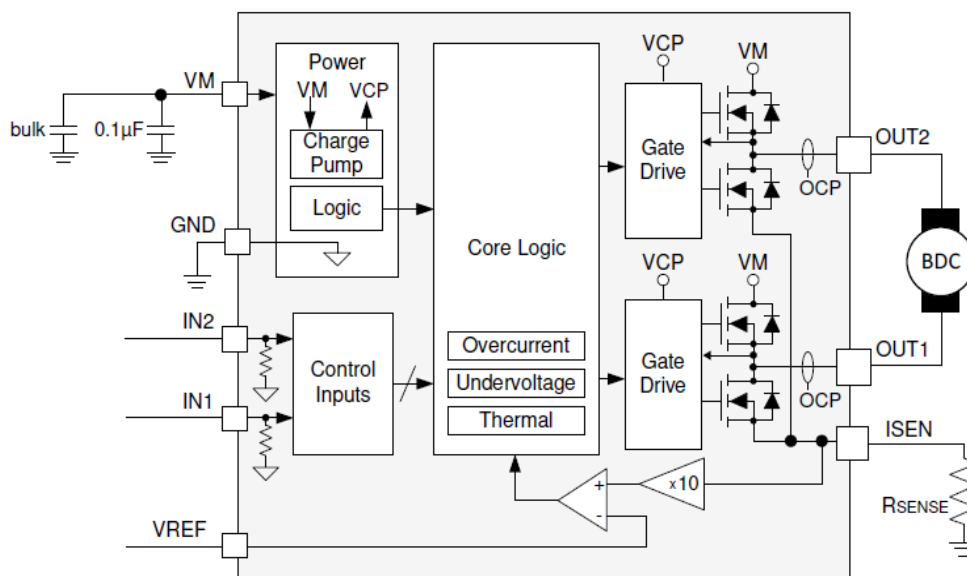 VCP
VM
VM
Power
VM
VCP
bulk
0.1µF
Charge
Pump
Gate
Drive
OUT2
OCP
Logic
GND
Core Logic
VCP
VM
BDC
IN2
Control
Inputs
Overcurrent
Undervoltage
Thermal
Gate
Drive
OUT1
OCP
IN1
ISEN
x10
+
-
RSENSE
VREF